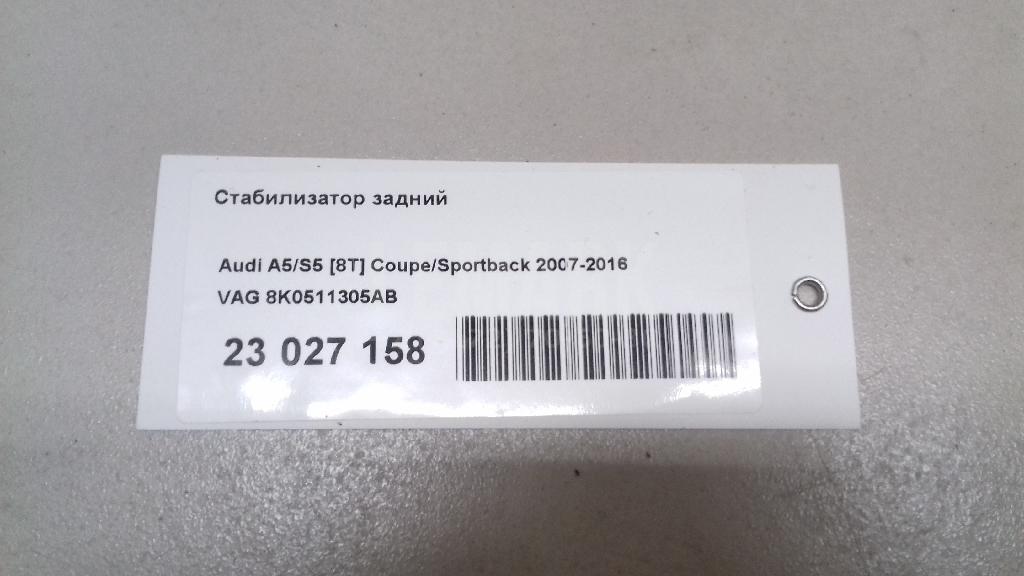 Стабилизатор задний
Audi A5/S5 [8T] Coupe/Sportback 2007-2016
VAG 8K0511305AB
23 027 158